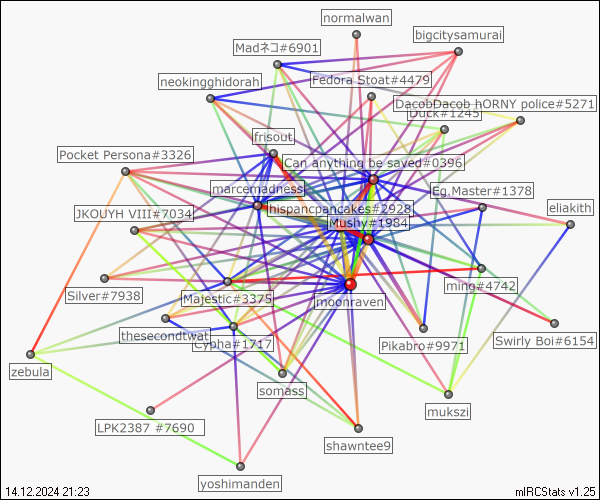 normalwan
bigcitysamurai
Madネコ#6901
Fedora Stoat#4479
neokingghidorah
DacobDacob hORNY police#5271
Duck#1245
frisout
Pocket Persona#3326
Can anything be saved#0396
marcemadness
Eg.Master#1378
hispancpancakes#2928
eliakith
JKOUYH VIII#7034
Mushy#1984
Silver#7938
Majestic#3375
moonraven
ming#4742
thesecondtwat
Cypha#1717
Pikabro#9971
Swirly Boi#6154
zebula
somass
mukszi
LPK2387 #7690
shawntee9
yoshimanden
14.12.2024 21:23
mIRCStats v1.25